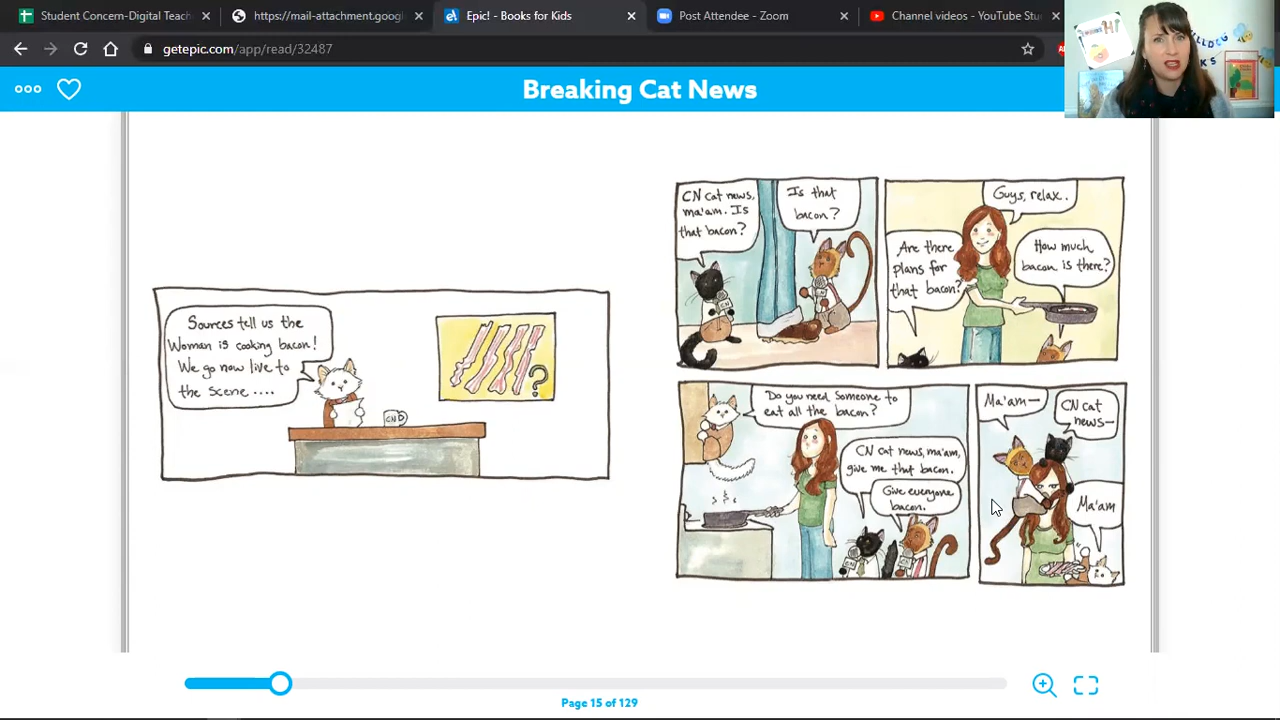 Student Concern-Digital Teach
https://mail-attachment.googl
Epic! - Books for Kids
Post Attendee - Zoom
Channel videos - YouTube Stu
getepic.com/app/read/32487
Breaking Cat News
Sources tell us the
Woman is cooking bacon!
We go now live to
the scene ....
CN
?
CN cat news,
ma'am. Is
that bacon?
Is that
bacon?
Guys, relax.
Are there
plans for
that bacon?
How much
bacon is there?
Do you need someone to
eat all the bacon?
CN cat news, ma'am,
give me that bacon.
Give everyone
bacon.
Ma'am—
CN cat
news—
Ma'am
Page 15 of 129